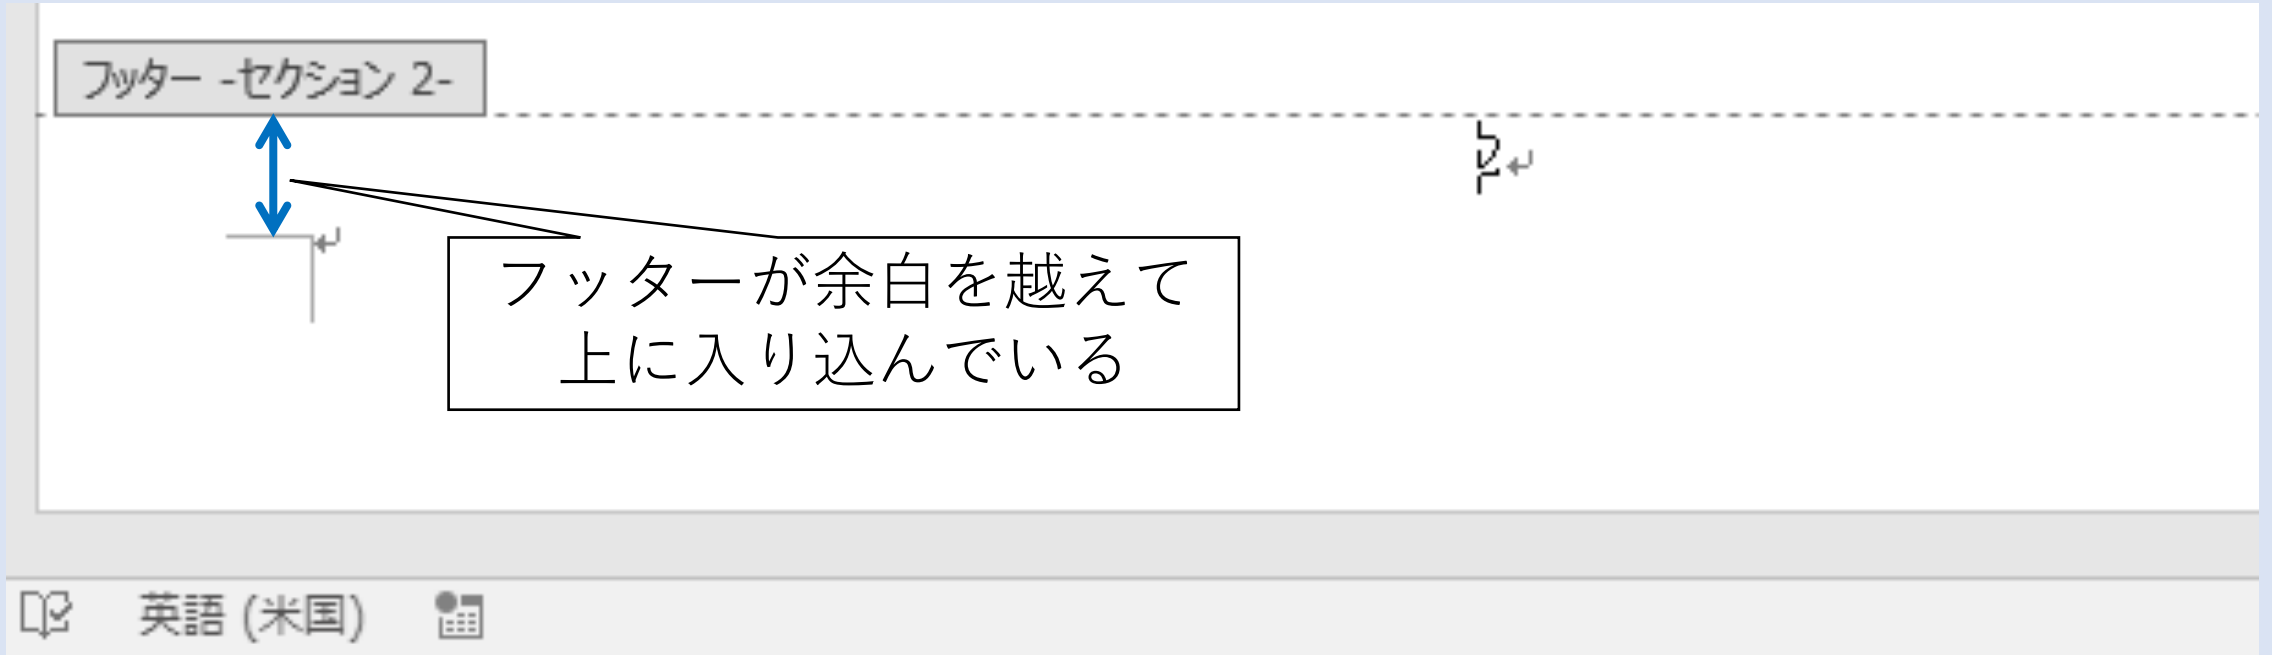 フッター -セクション 2-
2
フッターが余白を越えて
上に入り込んでいる
英語 (米国)